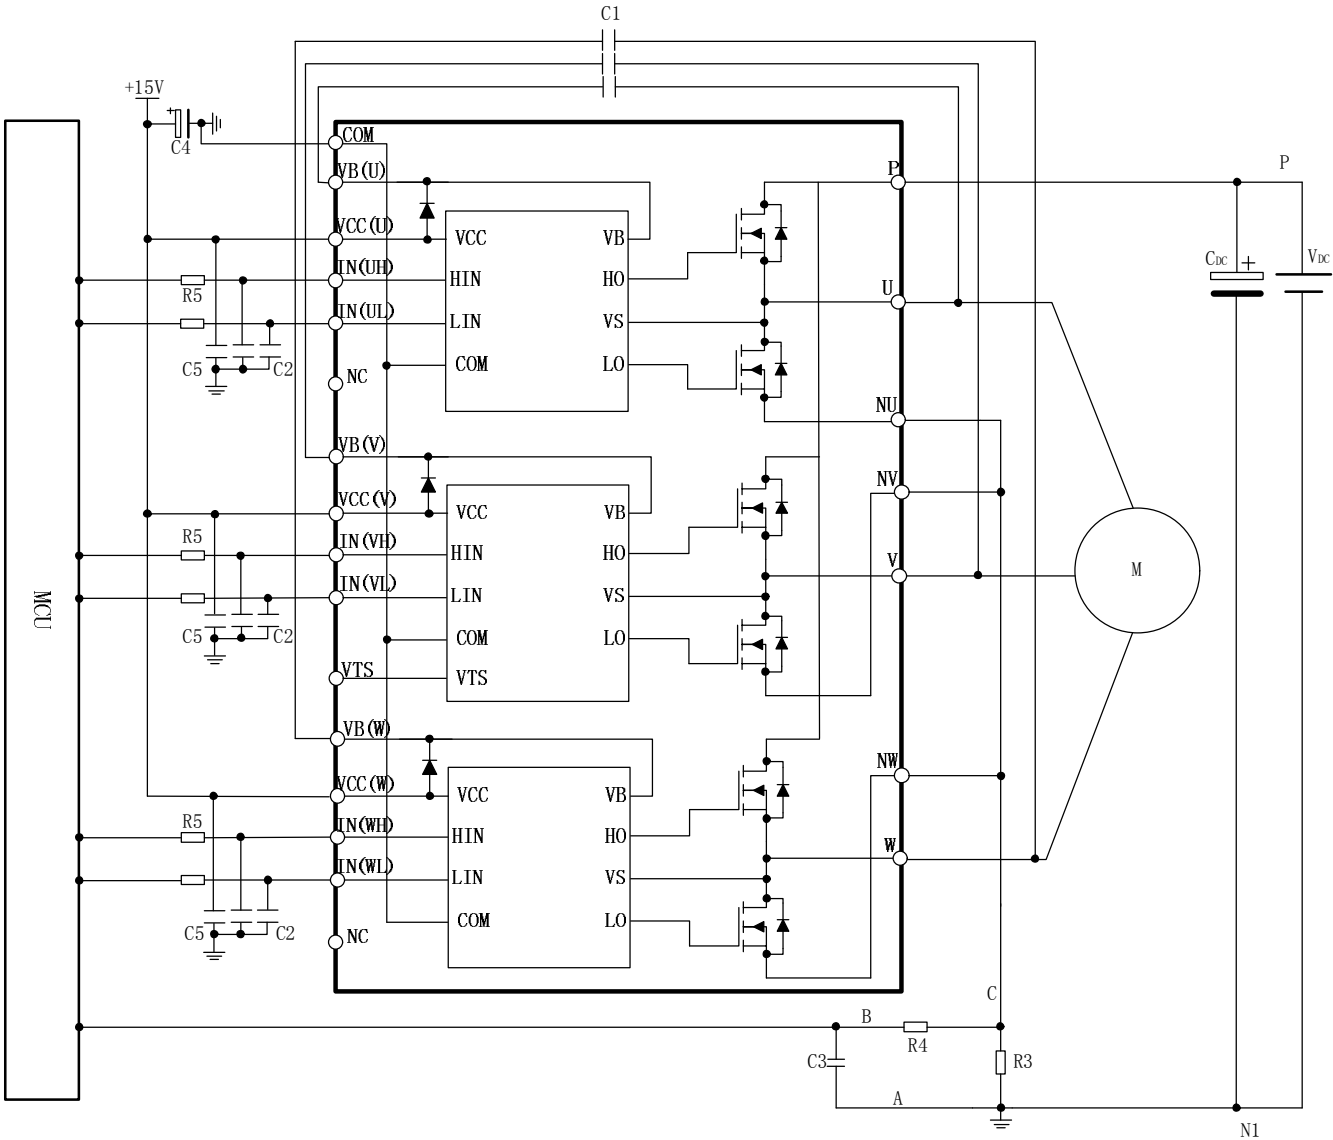 C1
+15V
+
C4
COM
VB(U)
P
P
VCC(U)
VCC
VB
IN(UH)
HIN
HO
U
CDC
+
VDC
R5
IN(UL)
LIN
VS
C5
C2
COM
LO
NC
NU
VB(V)
NV
VCC(V)
VCC
VB
R5
IN(VH)
HIN
HO
V
M
IN(VL)
LIN
VS
MCU
C5
C2
COM
LO
VTS
VTS
VB(W)
NW
VCC(W)
VCC
VB
R5
IN(WH)
HIN
HO
W
IN(WL)
LIN
VS
C5
C2
COM
LO
NC
C
B
R4
C3
R3
A
N1